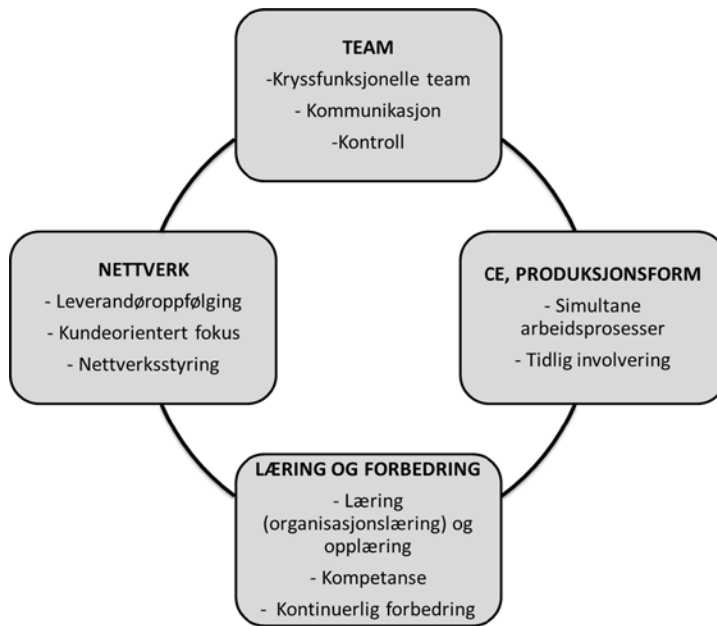 TEAM
-Kryssfunksjonelle team
- Kommunikasjon
-Kontroll
NETTVERK
- Leverandøroppfølging
- Kundeorientert fokus
- Nettverksstyring
CE, PRODUKSJONSFORM
- Simultane
arbeidsprosesser
- Tidlig involvering
LÆRING OG FORBEDRING
- Læring
(organisasjonslæring) og
opplæring
- Kompetanse
- Kontinuerlig forbedring